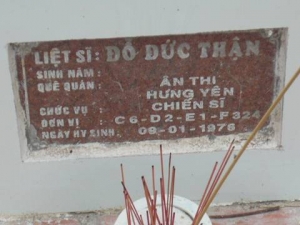 LIỆT SĨ: ĐỖ ĐỨC THẬN
SINH NĂM :
QUÊ QUÁN : ÂN THI
HƯNG YÊN
CHỨC VỤ : CHIẾN SĨ
ĐƠN VỊ : C6-D2-E1-F324
NGÀY HY SINH 09-01-1976